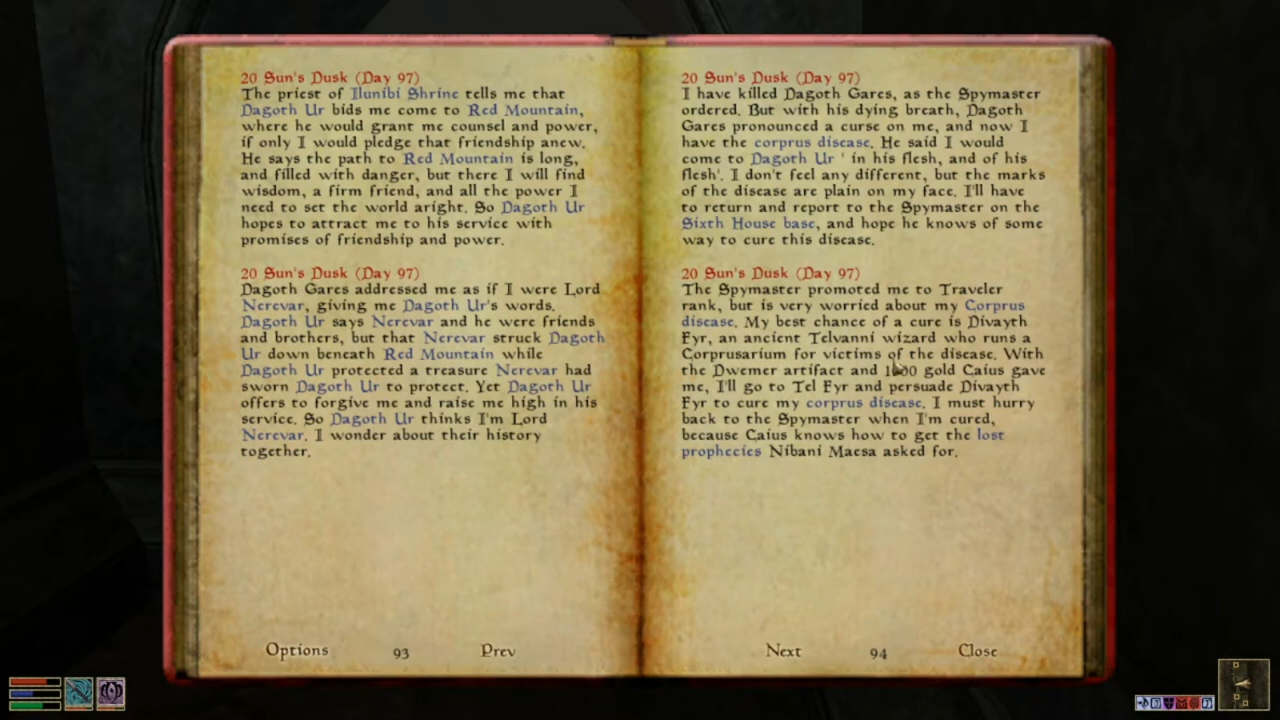 20 Sun's Dusk (Day 97)
The priest of Ilunibi Shrine tells me that
Dagoth Ur bids me come to Red Mountain,
where he would grant me counsel and power,
if only I would pledge that friendship anew.
He says the path to Red Mountain is long,
and filled with danger, but there I will find
wisdom, a firm friend, and all the power I
need to set the world aright. So Dagoth Ur
hopes to attract me to his service with
promises of friendship and power.
20 Sun's Dusk (Day 97)
Dagoth Gares addressed me as if I were Lord
Nerevar, giving me Dagoth Ur's words.
Dagoth Ur says Nerevar and he were friends
and brothers, but that Nerevar struck Dagoth
Ur down beneath Red Mountain while
Dagoth Ur protected a treasure Nerevar had
sworn Dagoth Ur to protect. Yet Dagoth Ur
offers to forgive me and raise me high in his
service. So Dagoth Ur thinks I'm Lord
Nerevar. I wonder about their history
together.
20 Sun's Dusk (Day 97)
I have killed Dagoth Gares, as the Spymaster
ordered. But with his dying breath, Dagoth
Gares pronounced a curse on me, and now I
have the corprus disease. He said I would
come to Dagoth Ur ' in his flesh, and of his
flesh'. I don't feel any different, but the marks
of the disease are plain on my face. I'll have
to return and report to the Spymaster on the
Sixth House base, and hope he knows of some
way to cure this disease.
20 Sun's Dusk (Day 97)
The Spymaster promoted me to Traveler
rank, but is very worried about my Corprus
disease. My best chance of a cure is Divayth
Fyr, an ancient Telvanni wizard who runs a
Corprusarium for victims of the disease. With
the Dwemer artifact and gold Caius gave
me, I'll go to Tel Fyr and persuade Divayth
Fyr to cure my corprus disease. I must hurry
back to the Spymaster when I'm cured,
because Caius knows how to get the lost
prophecies Nibani Maesa asked for.
Options 93 Prev Next 94 Close